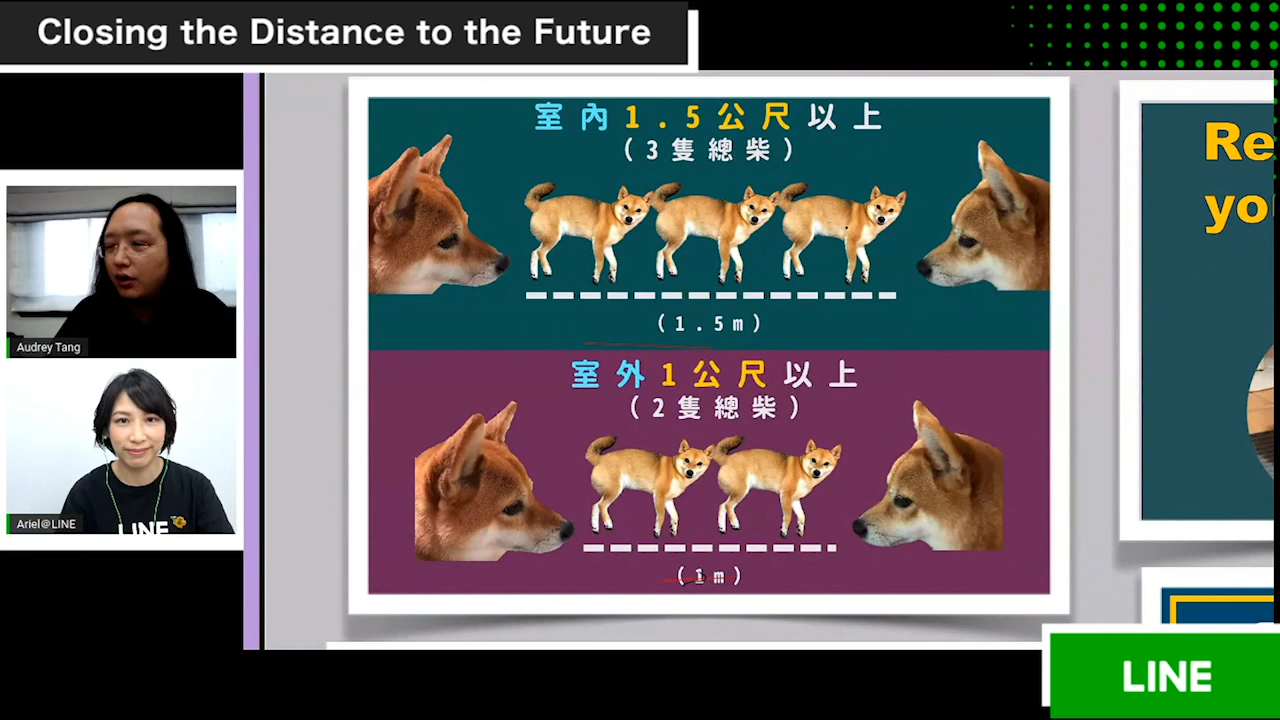 Closing the Distance to the Future
室內1.5公尺以上
(3隻總柴)
(1.5m)
室外1公尺以上
(2隻總柴)
(1m)
Re
yo
Audrey Tang
LINE
Ariel@LINE
LINE